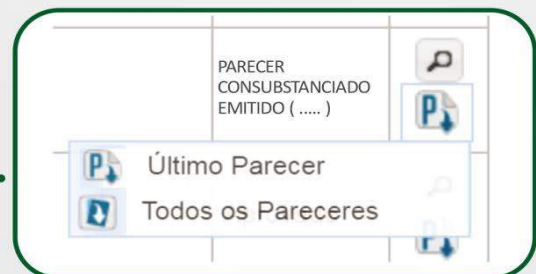 PARECER
CONSUBSTANCIADO
EMITIDO ( ..... )
P
P Último Parecer
Todos os Pareceres
P